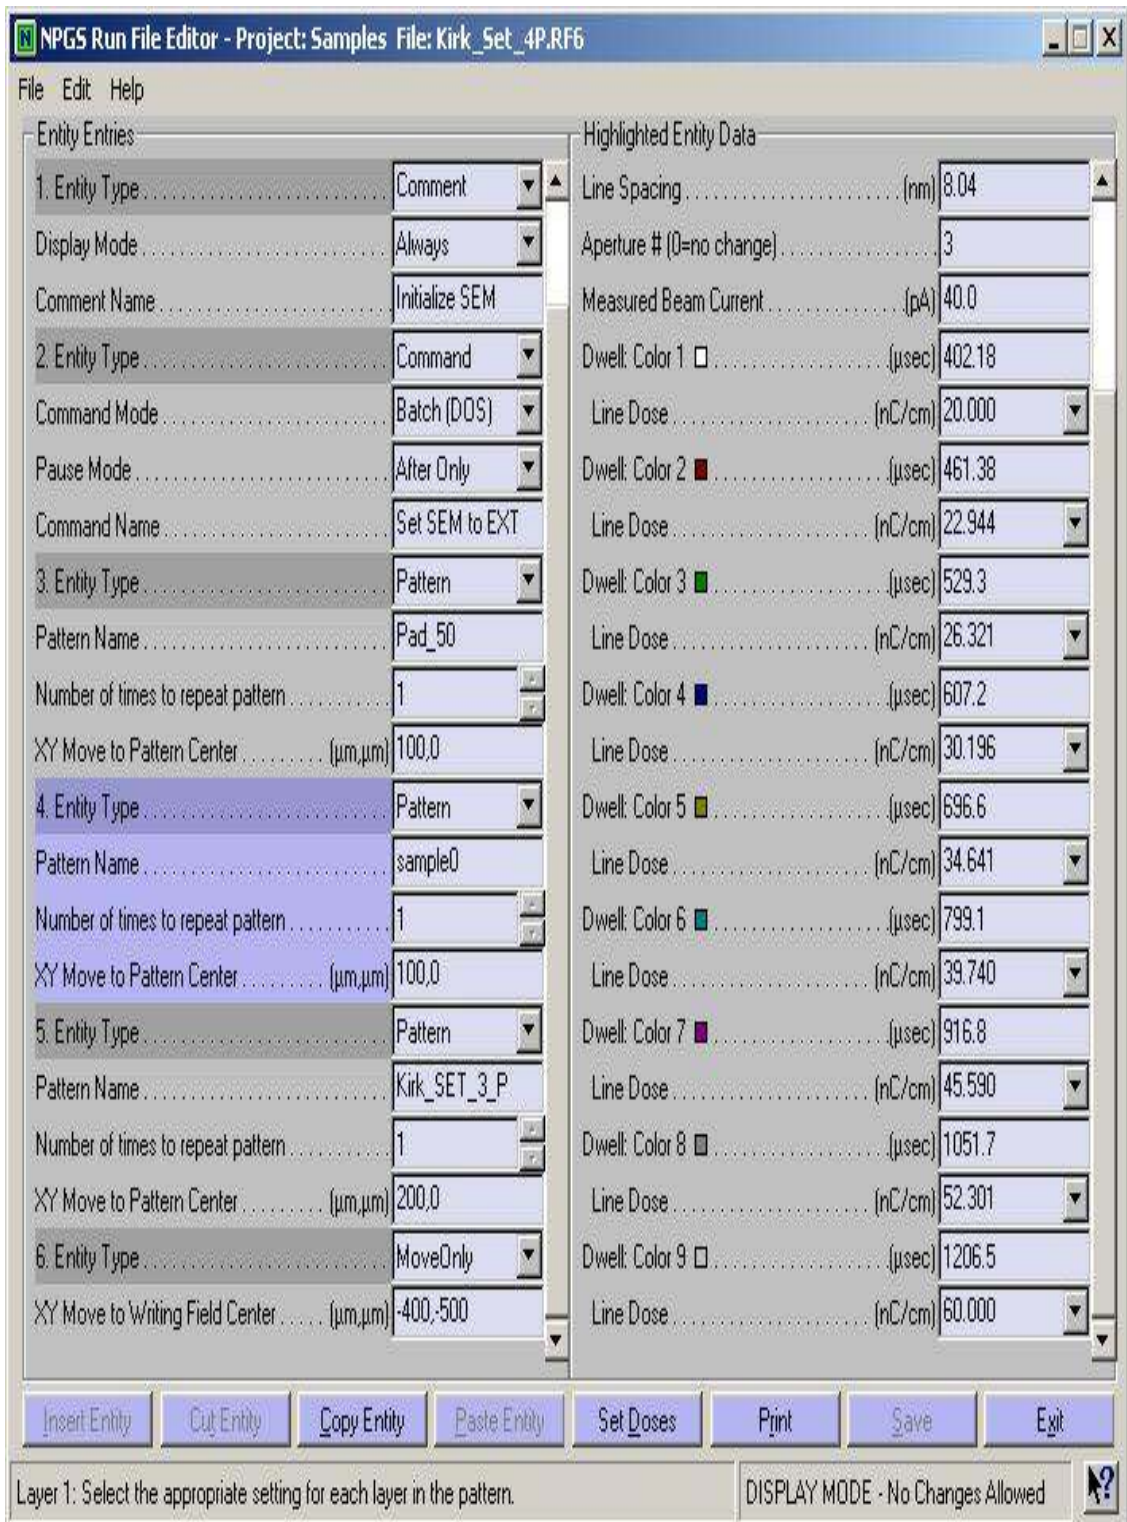 NPGS Run File Editor - Project: Samples File: Kirk_Set_4P.RF6
File Edit Help
Entity Entries
1. Entity Type Comment
Display Mode Always
Comment Name Initialize SEM
2. Entity Type Command
Command Mode Batch (DOS)
Pause Mode After Only
Command Name Set SEM to EXT
3. Entity Type Pattern
Pattern Name Pad_50
Number of times to repeat pattern 1
XY Move to Pattern Center (µm,µm) 100,0
4. Entity Type Pattern
Pattern Name sample0
Number of times to repeat pattern 1
XY Move to Pattern Center (µm,µm) 100,0
5. Entity Type Pattern
Pattern Name Kirk_SET_3_P
Number of times to repeat pattern 1
XY Move to Pattern Center (µm,µm) 200,0
6. Entity Type MoveOnly
XY Move to Writing Field Center (µm,µm) -400,-500
Highlighted Entity Data
Line Spacing (nm) 8.04
Aperture # (0=no change) 3
Measured Beam Current (pA) 40.0
Dwell: Color 1 (µsec) 402.18
Line Dose (nC/cm) 20.000
Dwell: Color 2 (µsec) 461.38
Line Dose (nC/cm) 22.944
Dwell: Color 3 (µsec) 529.3
Line Dose (nC/cm) 26.321
Dwell: Color 4 (µsec) 607.2
Line Dose (nC/cm) 30.196
Dwell: Color 5 (µsec) 696.6
Line Dose (nC/cm) 34.641
Dwell: Color 6 (µsec) 799.1
Line Dose (nC/cm) 39.740
Dwell: Color 7 (µsec) 916.8
Line Dose (nC/cm) 45.590
Dwell: Color 8 (µsec) 1051.7
Line Dose (nC/cm) 52.301
Dwell: Color 9 (µsec) 1206.5
Line Dose (nC/cm) 60.000
Insert Entity Cut Entity Copy Entity Paste Entity Set Doses Print Save Exit
Layer 1: Select the appropriate setting for each layer in the pattern. DISPLAY MODE - No Changes Allowed